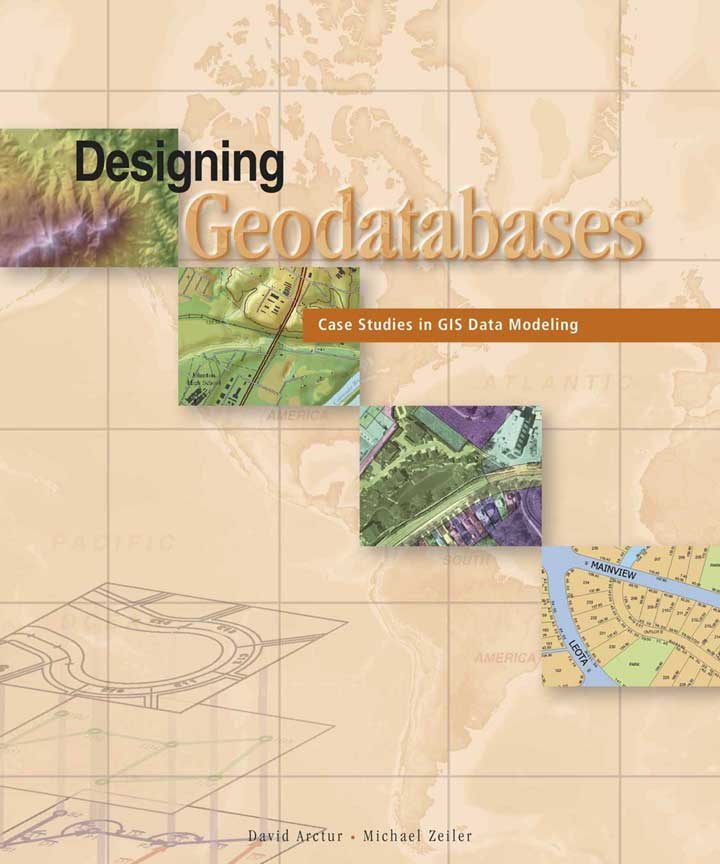 Designing
Geodatabases
Case Studies in GIS Data Modeling
ATLANTIC
AMERICA
PACIFIC
SOUTH
MAINVIEW
LEOTA
PARK
AMERICA
David Arctur • Michael Zeiler